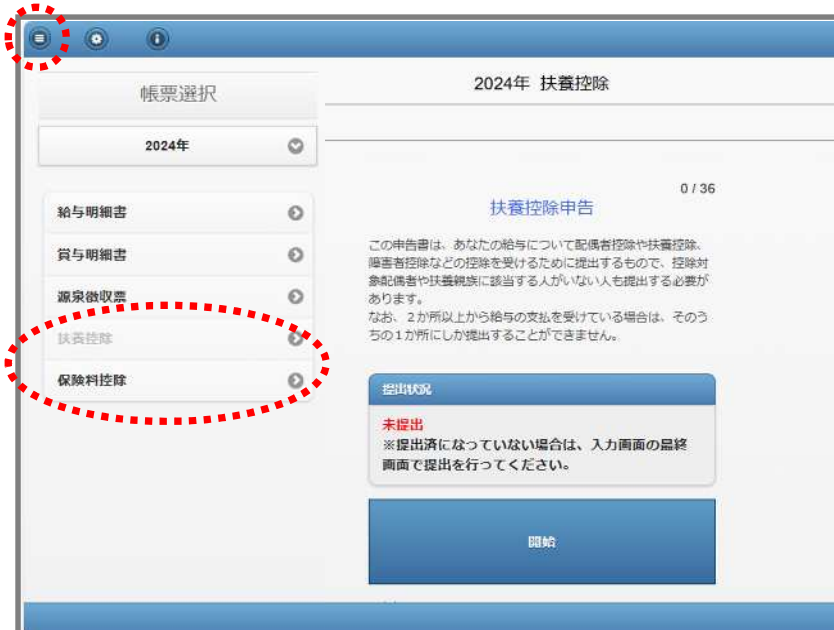 帳票選択
2024年
給与明細書
賞与明細書
源泉徴収票
扶養控除
保険料控除
2024年 扶養控除
0 / 36
扶養控除申告
この申告書は、あなたの給与について配偶者控除や扶養控除、
障害者控除などの控除を受けるために提出するもので、控除対
象配偶者や扶養親族に該当する人がいない人も提出する必要が
あります。
なお、２か所以上から給与の支払を受けている場合は、そのう
ちの１か所にしか提出することができません。
提出状況
未提出
※提出済になっていない場合は、入力画面の最終
画面で提出を行ってください。
開始